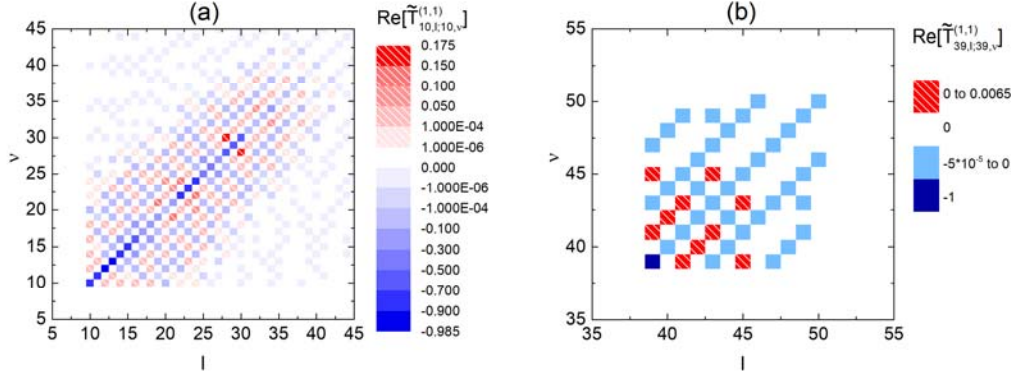 (a)
Re[T̃^(1,1)_10,l;10,ν]
45
40
35
30
25
20
15
10
5
ν
5 10 15 20 25 30 35 40 45
l
0.175
0.150
0.100
0.050
1.000E-04
1.000E-06
0.000
-1.000E-06
-1.000E-04
-0.100
-0.300
-0.500
-0.700
-0.900
-0.985
(b)
Re[T̃^(1,1)_39,l;39,ν]
55
50
45
40
35
ν
35 40 45 50 55
l
0 to 0.0065
0
-5*10^-5 to 0
-1